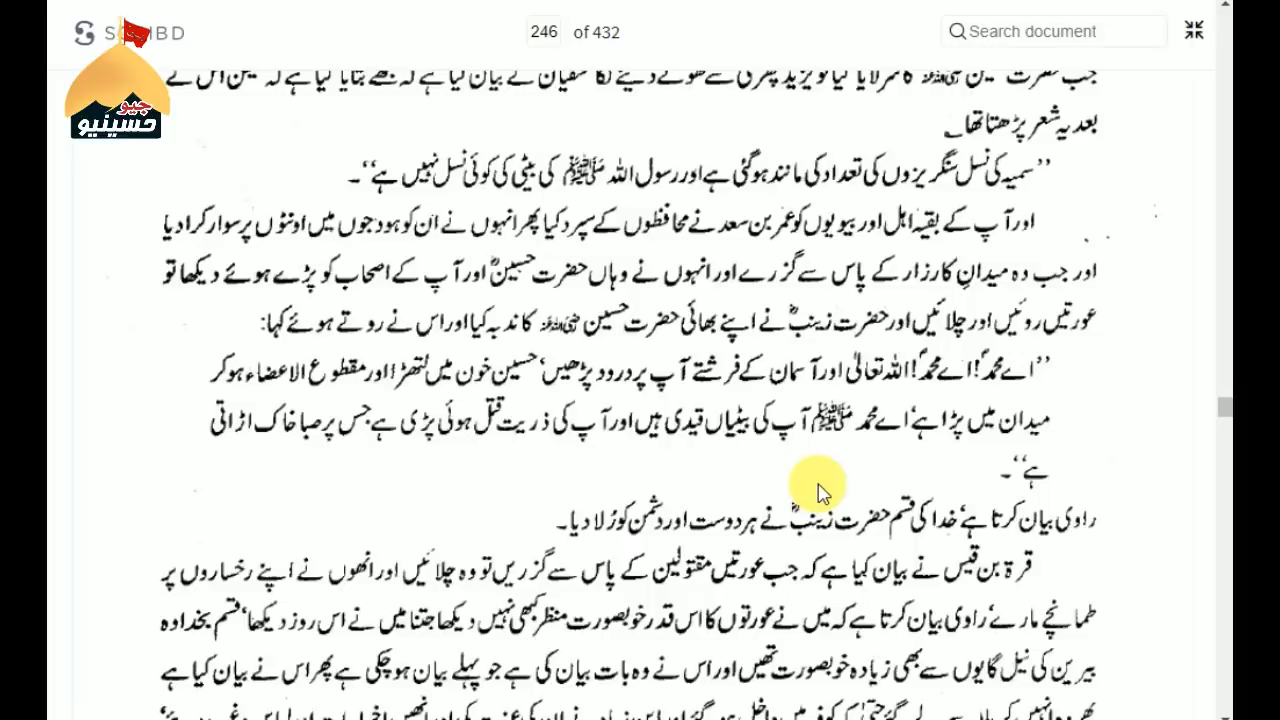 SCRIBD
246 of 432
Search document
جیو
حسینیو
بعد یہ شعر پڑھتا تھا ؎
’’سمیہ کی نسل سنگریزوں کی تعداد کی مانند ہو گئی ہے اور رسول اللہ ﷺ کی بیٹی کی کوئی نسل نہیں ہے‘‘۔
اور آپ کے بقیہ اہل اور بیویوں کو عمر بن سعد نے محافظوں کے سپرد کیا پھر انہوں نے ان کو ہودجوں میں اونٹوں پر سوار کرا دیا
اور جب وہ میدانِ کارزار کے پاس سے گزرے اور انہوں نے وہاں حضرت حسینؓ اور آپ کے اصحاب کو پڑے ہوئے دیکھا تو
عورتیں روئیں اور چلائیں اور حضرت زینبؓ نے اپنے بھائی حضرت حسین رضی اللہ عنہ کا ندبہ کیا اور اس نے روتے ہوئے کہا:
’’اے محمدؐ! اے محمدؐ! اللہ تعالیٰ اور آسمان کے فرشتے آپ پر درود پڑھیں‘ حسین خون میں لتھڑا اور مقطوع الاعضاء ہو کر
میدان میں پڑا ہے‘ اے محمد ﷺ آپ کی بیٹیاں قیدی ہیں اور آپ کی ذریت قتل ہوئی پڑی ہے جس پر صبا خاک اڑاتی
ہے‘‘۔
راوی بیان کرتا ہے‘ خدا کی قسم حضرت زینبؓ نے ہر دوست اور دشمن کو رُلا دیا۔
قرۃ بن قیس نے بیان کیا ہے کہ جب عورتیں مقتولین کے پاس سے گزریں تو وہ چلائیں اور انھوں نے اپنے رخساروں پر
طمانچے مارے‘ راوی بیان کرتا ہے کہ میں نے عورتوں کا اس قدر خوبصورت منظر کبھی نہیں دیکھا جتنا میں نے اس روز دیکھا‘ قسم بخدا وہ
بیرین کی نیل گایوں سے بھی زیادہ خوبصورت تھیں اور اس نے وہ بات بیان کی ہے جو پہلے بیان ہو چکی ہے پھر اس نے بیان کیا ہے